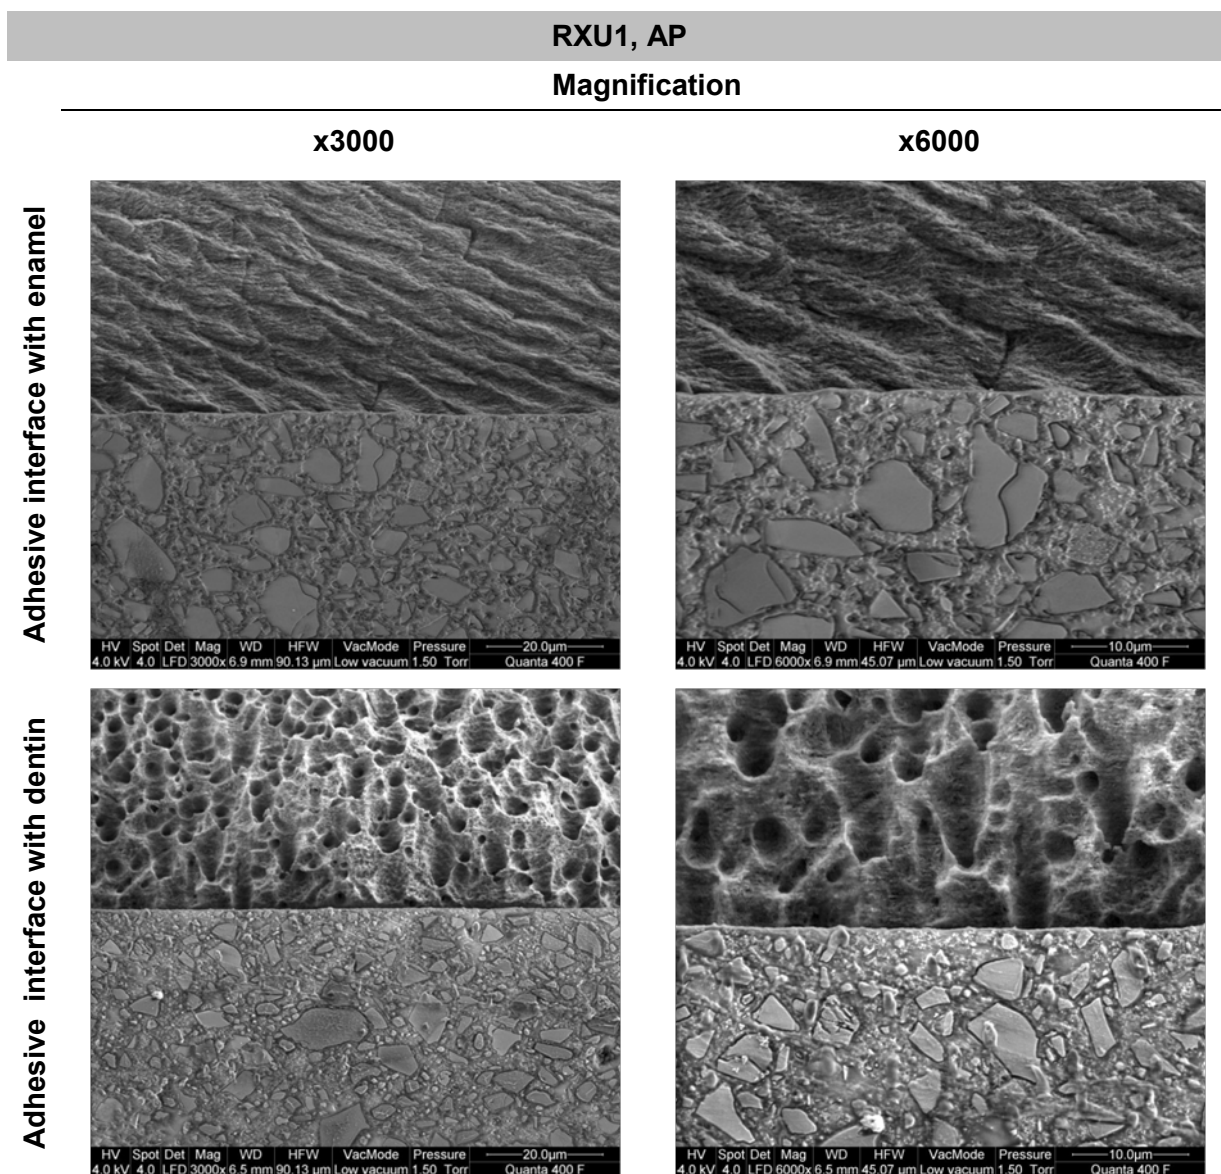 RXU1, AP
Magnification
x3000 x6000
Adhesive interface with enamel
HV Spot Det Mag WD HFW VacMode Pressure 20.0µm
4.0 kV 4.0 LFD 3000x 6.9 mm 90.13 µm Low vacuum 1.50 Torr Quanta 400 F
HV Spot Det Mag WD HFW VacMode Pressure 10.0µm
4.0 kV 4.0 LFD 6000x 6.9 mm 45.07 µm Low vacuum 1.50 Torr Quanta 400 F
Adhesive interface with dentin
HV Spot Det Mag WD HFW VacMode Pressure 20.0µm
4.0 kV 4.0 LFD 3000x 6.5 mm 90.13 µm Low vacuum 1.50 Torr Quanta 400 F
HV Spot Det Mag WD HFW VacMode Pressure 10.0µm
4.0 kV 4.0 LFD 6000x 6.5 mm 45.07 µm Low vacuum 1.50 Torr Quanta 400 F